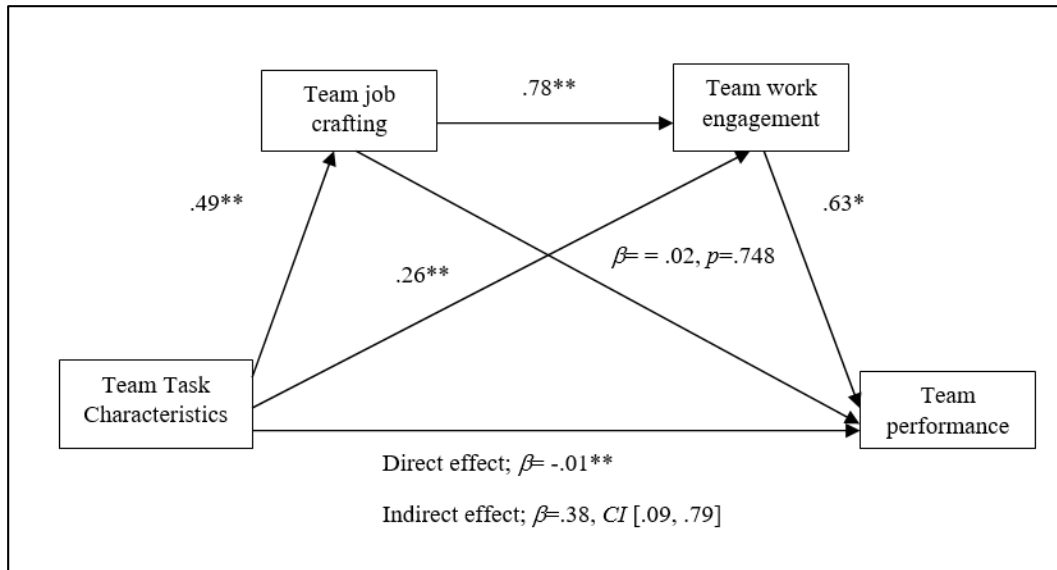 Team job
crafting
.78**
Team work
engagement
.49**
.63*
.26**
β= = .02, p=.748
Team Task
Characteristics
Team
performance
Direct effect; β= -.01**
Indirect effect; β=.38, CI [.09, .79]